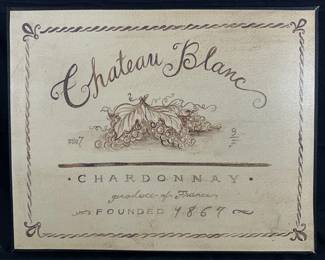 Chateau Blanc
CHARDONNAY
produce of France
FOUNDED 1867